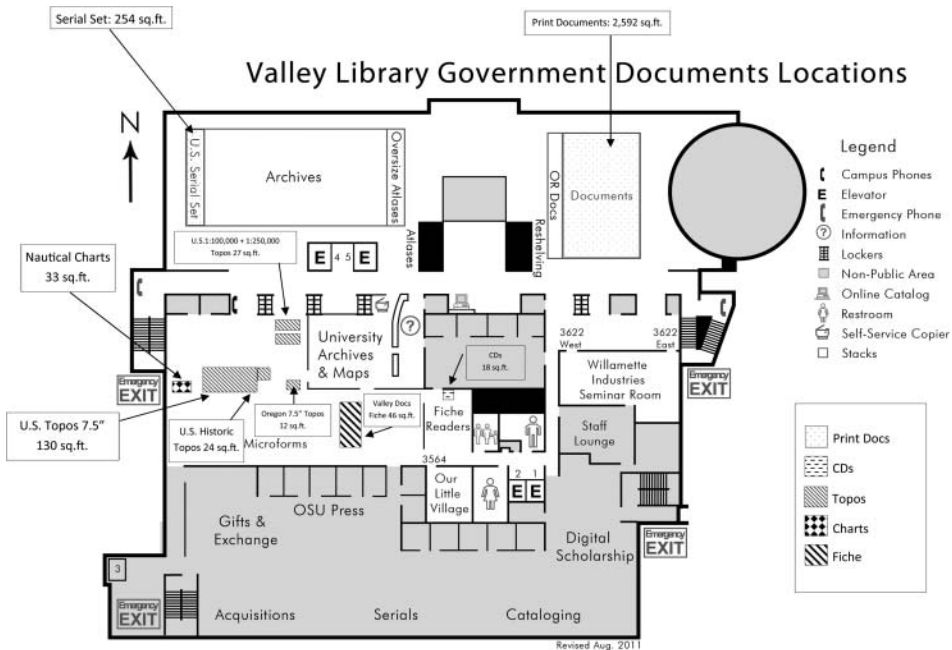 Serial Set: 254 sq.ft.
Print Documents: 2,592 sq.ft.
Valley Library Government Documents Locations
N
U.S. Serial Set
Archives
Oversize Atlases
OR Docs
Documents
Legend
Campus Phones
E Elevator
Emergency Phone
? Information
Lockers
Non-Public Area
Online Catalog
Restroom
Self-Service Copier
Stacks
U.S.1:100,000 + 1:250,000
Topos 27 sq.ft.
E 4 5 E
Atlases
Reshelving
Nautical Charts
33 sq.ft.
?
University
Archives
& Maps
CDs
18 sq.ft.
3622
West
3622
East
Willamette
Industries
Seminar Room
Emergency
EXIT
Emergency
EXIT
U.S. Topos 7.5”
130 sq.ft.
U.S. Historic
Topos 24 sq.ft.
Oregon 7.5” Topos
12 sq.ft.
Valley Docs
Fiche 46 sq.ft.
Fiche
Readers
Staff
Lounge
Microforms
3564
Print Docs
CDs
Topos
Charts
Fiche
OSU Press
Our
Little
Village
2 1
E E
Gifts &
Exchange
Digital
Scholarship
Emergency
EXIT
3
Emergency
EXIT
Acquisitions
Serials
Cataloging
Revised Aug. 2011